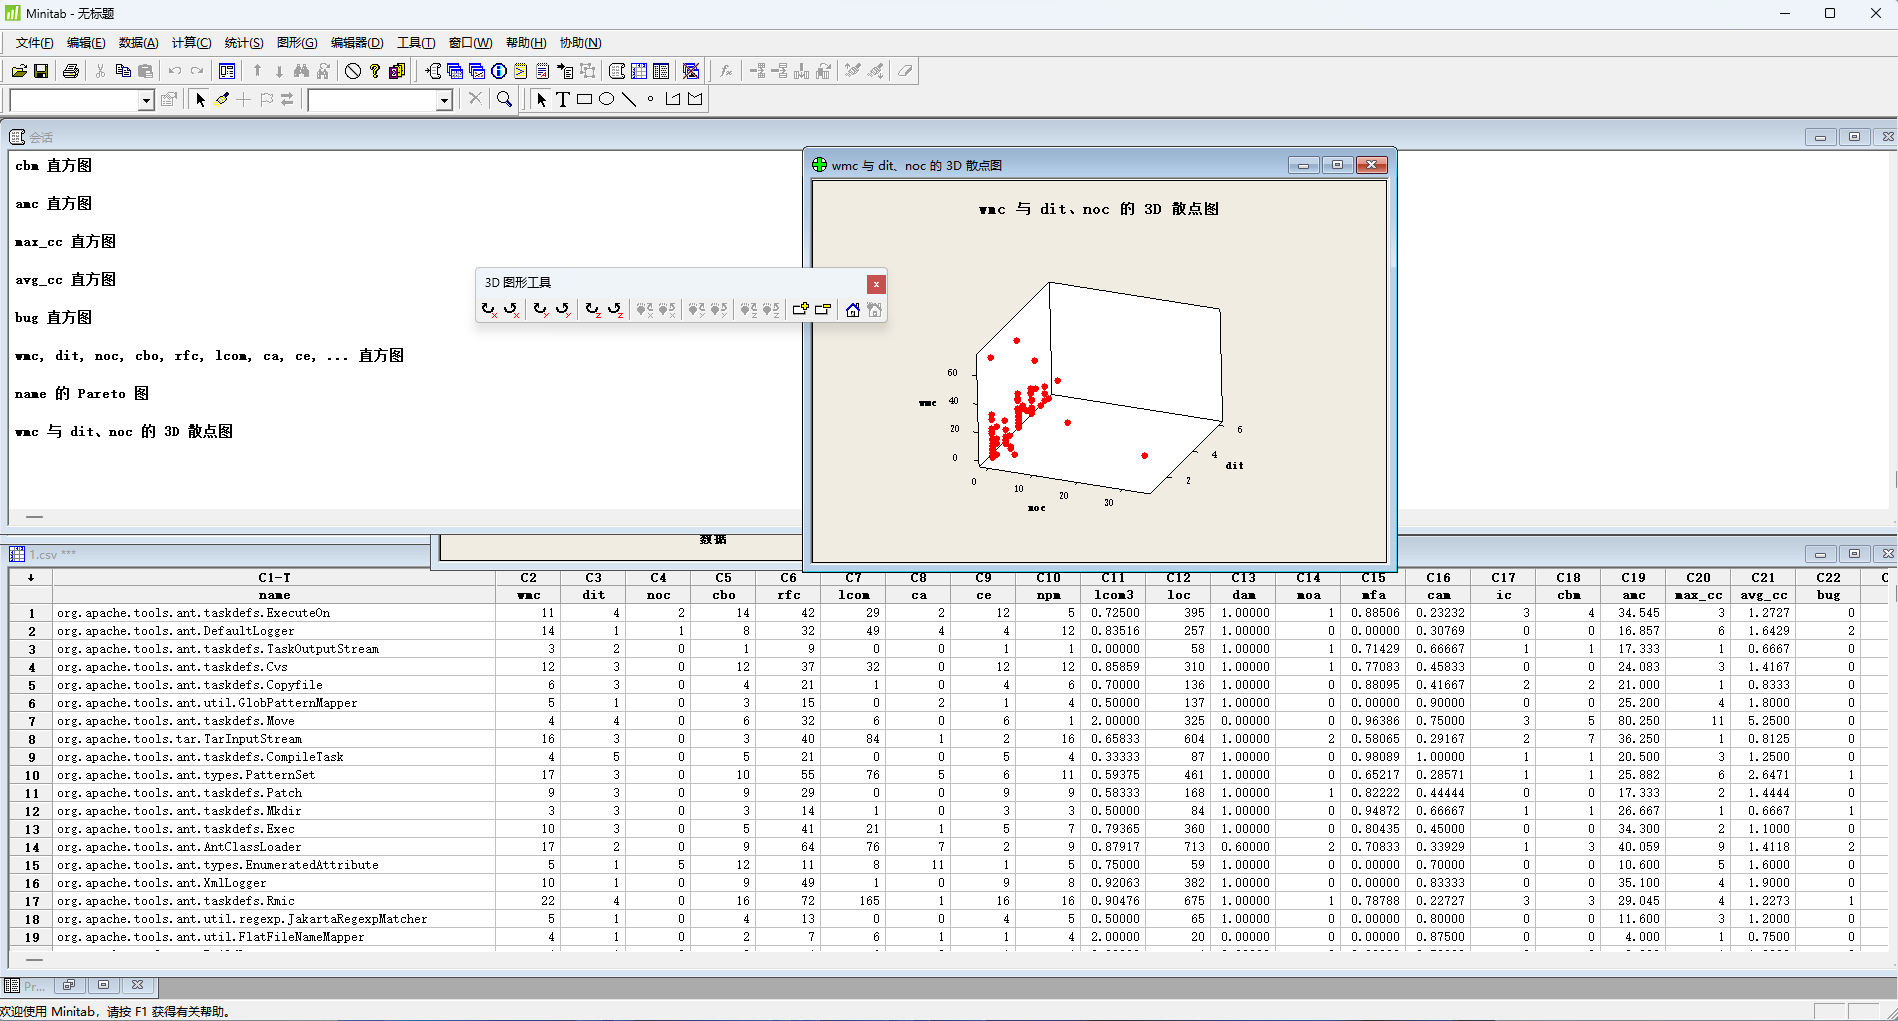 Minitab - 无标题
文件(F) 编辑(E) 数据(A) 计算(C) 统计(S) 图形(G) 编辑器(D) 工具(T) 窗口(W) 帮助(H) 协助(N)
会话
cbm 直方图
amc 直方图
max_cc 直方图
avg_cc 直方图
bug 直方图
wmc, dit, noc, cbo, rfc, lcom, ca, ce, ... 直方图
name 的 Pareto 图
wmc 与 dit、noc 的 3D 散点图
3D 图形工具
wmc 与 dit、noc 的 3D 散点图
wmc 与 dit、noc 的 3D 散点图
60
40
20
0
wmc
0
10
20
30
noc
2
4
6
dit
数据
1.csv ***
C1-T C2 C3 C4 C5 C6 C7 C8 C9 C10 C11 C12 C13 C14 C15 C16 C17 C18 C19 C20 C21 C22 C
name wmc dit noc cbo rfc lcom ca ce npm lcom3 loc dam moa mfa cam ic cbm amc max_cc avg_cc bug
1 org.apache.tools.ant.taskdefs.ExecuteOn 11 4 2 14 42 29 2 12 5 0.72500 395 1.00000 1 0.88506 0.23232 3 4 34.545 3 1.2727 0
2 org.apache.tools.ant.DefaultLogger 14 1 1 8 32 49 4 4 12 0.83516 257 1.00000 0 0.00000 0.30769 0 0 16.857 6 1.6429 2
3 org.apache.tools.ant.taskdefs.TaskOutputStream 3 2 0 1 9 0 0 1 1 0.00000 58 1.00000 1 0.71429 0.66667 1 1 17.333 1 0.6667 0
4 org.apache.tools.ant.taskdefs.Cvs 12 3 0 12 37 32 0 12 12 0.85859 310 1.00000 1 0.77083 0.45833 0 0 24.083 3 1.4167 0
5 org.apache.tools.ant.taskdefs.Copyfile 6 3 0 4 21 1 0 4 6 0.70000 136 1.00000 0 0.88095 0.41667 2 2 21.000 1 0.8333 0
6 org.apache.tools.ant.util.GlobPatternMapper 5 1 0 3 15 0 2 1 4 0.50000 137 1.00000 0 0.00000 0.90000 0 0 25.200 4 1.8000 0
7 org.apache.tools.ant.taskdefs.Move 4 4 0 6 32 6 0 6 1 2.00000 325 0.00000 0 0.96386 0.75000 3 5 80.250 11 5.2500 0
8 org.apache.tools.tar.TarInputStream 16 3 0 3 40 84 1 2 16 0.65833 604 1.00000 2 0.58065 0.29167 2 7 36.250 1 0.8125 0
9 org.apache.tools.ant.taskdefs.CompileTask 4 5 0 5 21 0 0 5 4 0.33333 87 1.00000 0 0.98089 1.00000 1 1 20.500 3 1.2500 0
10 org.apache.tools.ant.types.PatternSet 17 3 0 10 55 76 5 6 11 0.59375 461 1.00000 0 0.65217 0.28571 1 1 25.882 6 2.6471 1
11 org.apache.tools.ant.taskdefs.Patch 9 3 0 9 29 0 0 9 9 0.58333 168 1.00000 1 0.82222 0.44444 0 0 17.333 2 1.4444 0
12 org.apache.tools.ant.taskdefs.Mkdir 3 3 0 3 14 1 0 3 3 0.50000 84 1.00000 0 0.94872 0.66667 1 1 26.667 1 0.6667 1
13 org.apache.tools.ant.taskdefs.Exec 10 3 0 5 41 21 1 5 7 0.79365 360 1.00000 0 0.80435 0.45000 0 0 34.300 2 1.1000 0
14 org.apache.tools.ant.AntClassLoader 17 2 0 9 64 76 7 2 9 0.87917 713 0.60000 2 0.70833 0.33929 1 3 40.059 9 1.4118 2
15 org.apache.tools.ant.types.EnumeratedAttribute 5 1 5 12 11 8 11 1 5 0.75000 59 1.00000 0 0.00000 0.70000 0 0 10.600 5 1.6000 0
16 org.apache.tools.ant.XmlLogger 10 1 0 9 49 1 0 9 8 0.92063 382 1.00000 0 0.00000 0.83333 0 0 35.100 4 1.9000 0
17 org.apache.tools.ant.taskdefs.Rmic 22 4 0 16 72 165 1 16 16 0.90476 675 1.00000 1 0.78788 0.22727 3 3 29.045 4 1.2273 1
18 org.apache.tools.ant.util.regexp.JakartaRegexpMatcher 5 1 0 4 13 0 0 4 5 0.50000 65 1.00000 0 0.00000 0.80000 0 0 11.600 3 1.2000 0
19 org.apache.tools.ant.util.FlatFileNameMapper 4 1 0 2 7 6 1 1 4 2.00000 20 0.00000 0 0.00000 0.87500 0 0 4.000 1 0.7500 0
Pr...
欢迎使用 Minitab，请按 F1 获得有关帮助。